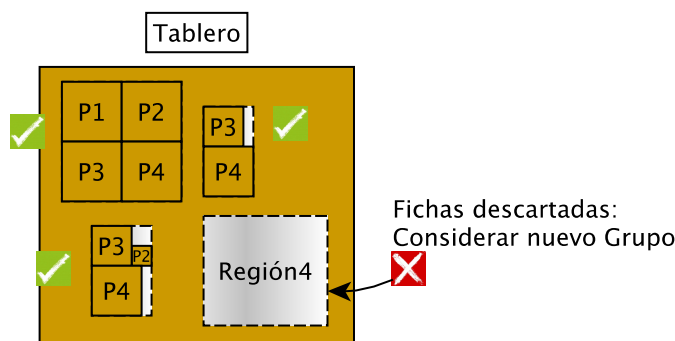 Tablero
P1 P2
P3 P4
P3
P4
P3 P2
P4
Región4
Fichas descartadas:
Considerar nuevo Grupo